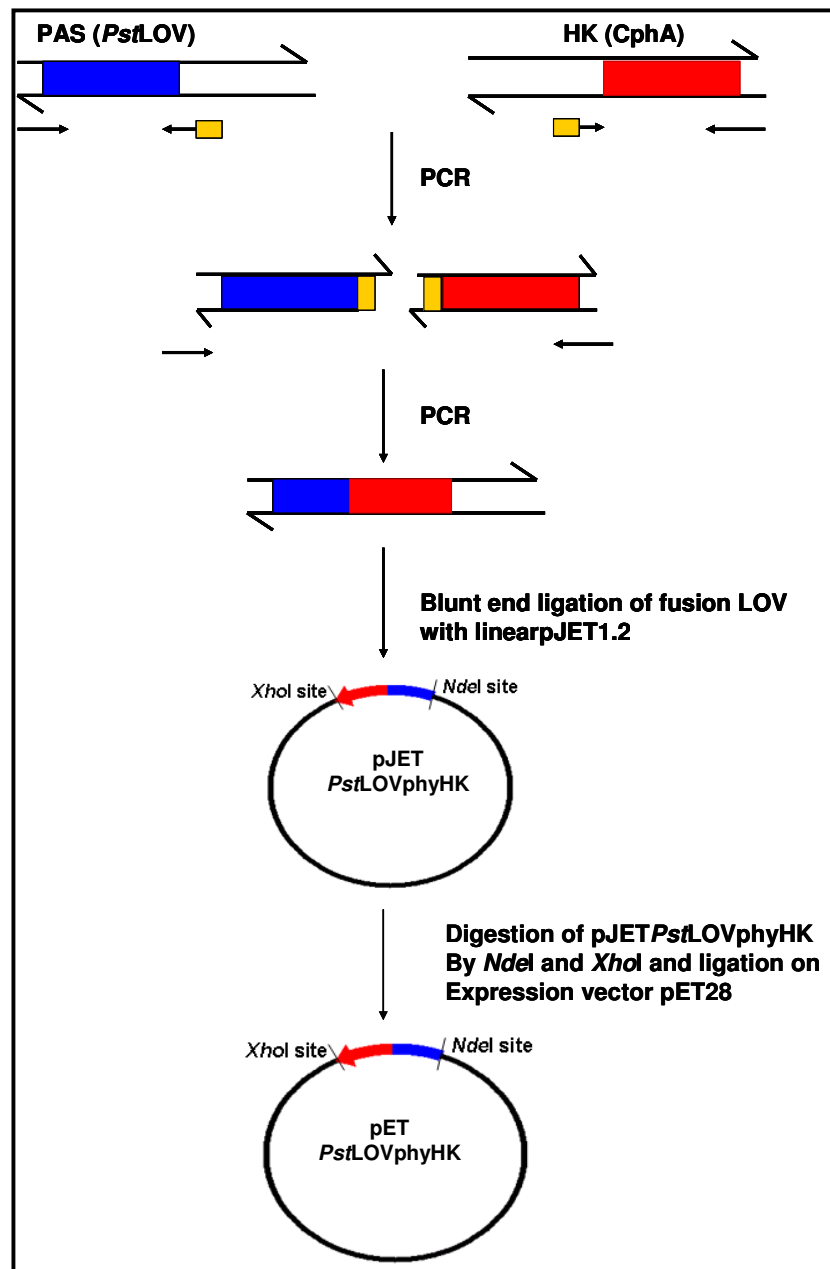 PAS (PstLOV)
HK (CphA)
PCR
PCR
Blunt end ligation of fusion LOV
with linearpJET1.2
XhoI site
NdeI site
pJET
PstLOVphyHK
Digestion of pJETPstLOVphyHK
By NdeI and XhoI and ligation on
Expression vector pET28
XhoI site
NdeI site
pET
PstLOVphyHK